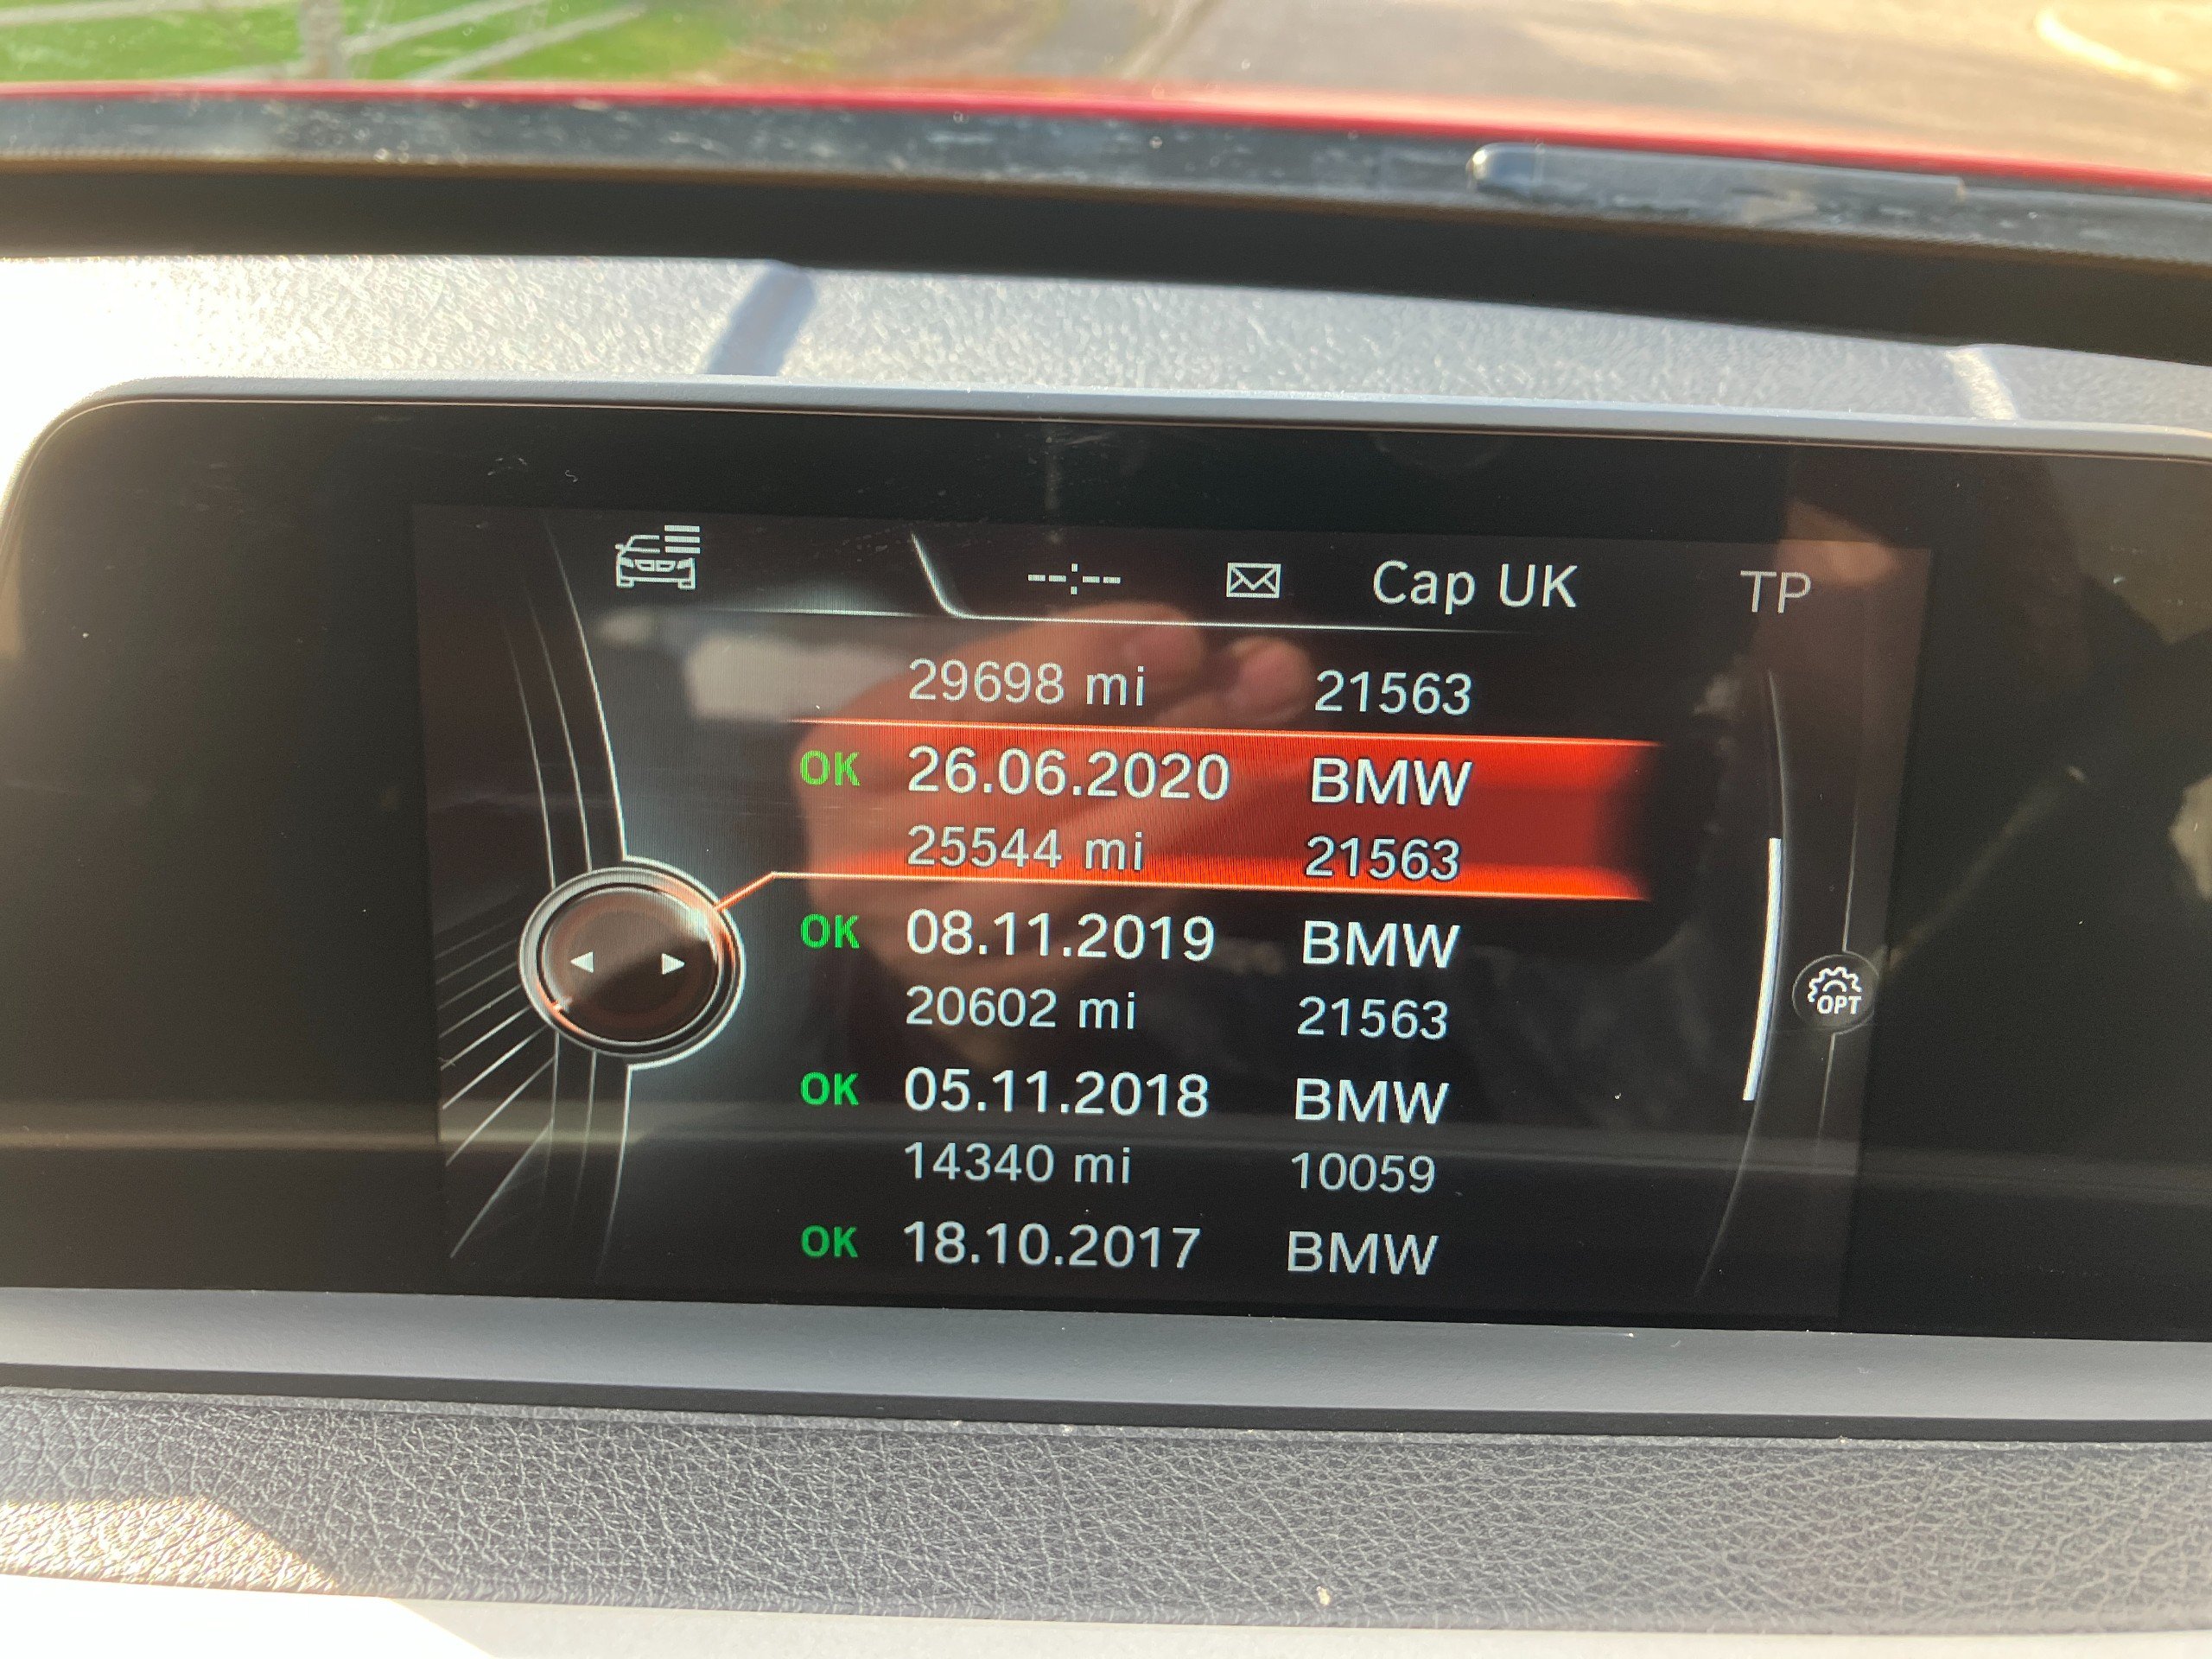 --:-- Cap UK TP
29698 mi 21563
OK 26.06.2020 BMW
25544 mi 21563
OK 08.11.2019 BMW
20602 mi 21563
OPT
OK 05.11.2018 BMW
14340 mi 10059
OK 18.10.2017 BMW